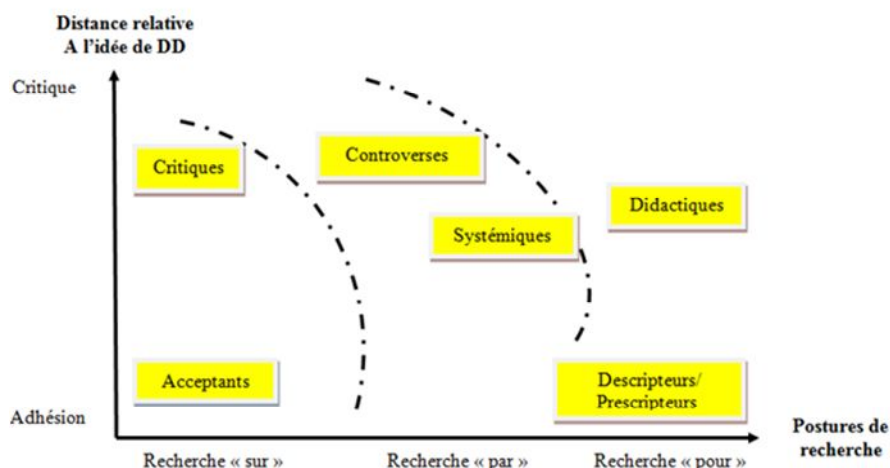 Distance relative
A l'idée de DD
Critique
Controverses
Critiques
Didactiques
Systémiques
Acceptants
Descripteurs/
Prescripteurs
Adhésion
Postures de
recherche
Recherche « sur »
Recherche « par »
Recherche « pour »